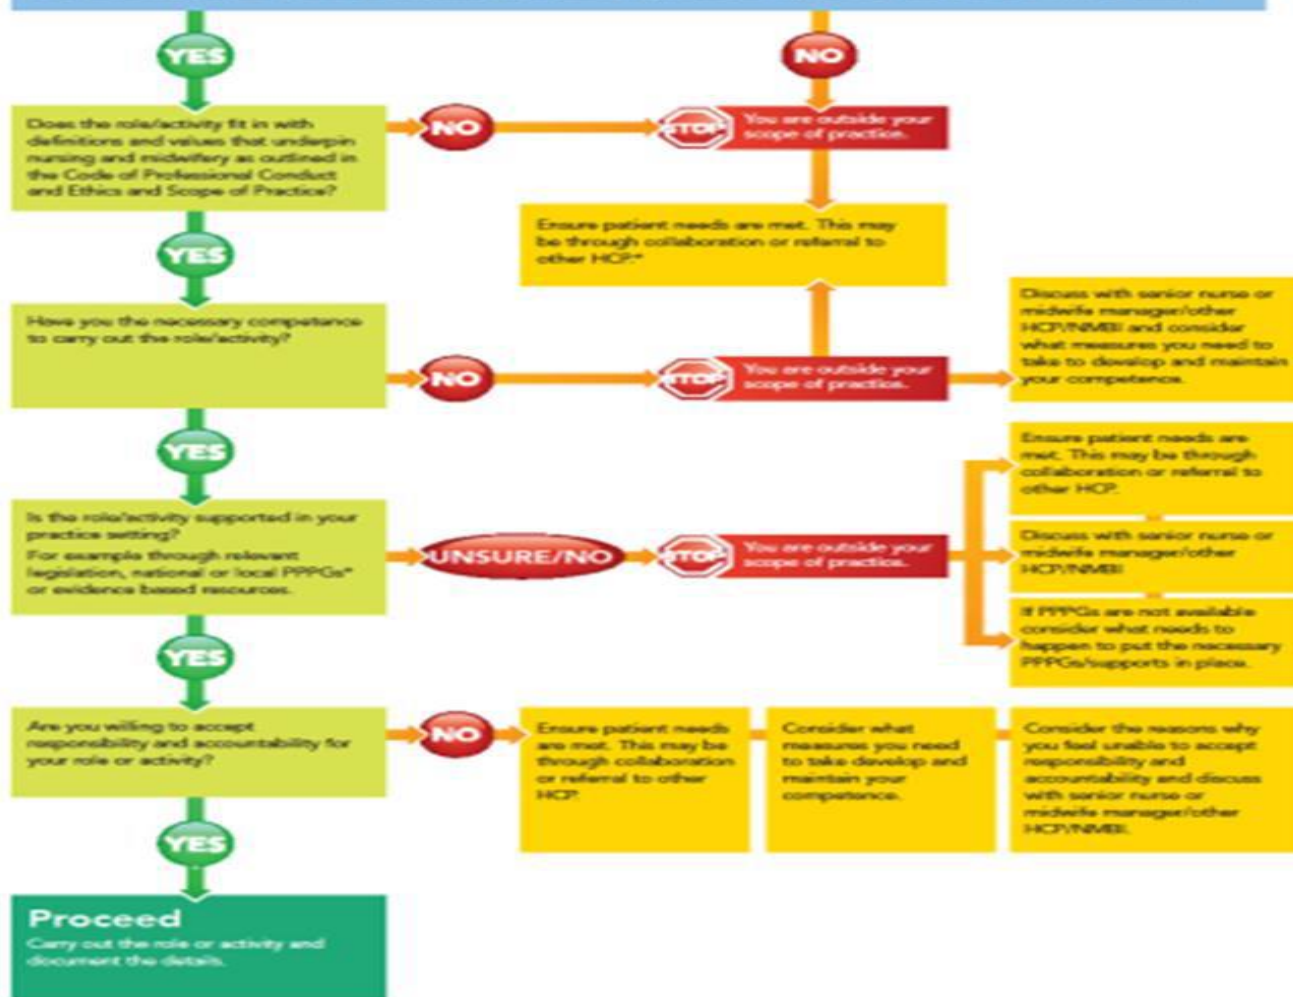 YES
NO
Does the role/activity fit in with
definitions and values that underpin
nursing and midwifery as outlined in
the Code of Professional Conduct
and Ethics and Scope of Practice?
NO
STOP
You are outside your
scope of practice.
YES
Ensure patient needs are met. This may
be through collaboration or referral to
other HCP.*
Have you the necessary competence
to carry out the role/activity?
NO
STOP
You are outside your
scope of practice.
Discuss with senior nurse or
midwife manager/other
HCP/NMBI and consider
what measures you need to
take to develop and maintain
your competence.
YES
Is the role/activity supported in your
practice setting?
For example through relevant
legislation, national or local PPPGs*
or evidence based resources.
UNSURE/NO
STOP
You are outside your
scope of practice.
Ensure patient needs are
met. This may be through
collaboration or referral to
other HCP.
Discuss with senior nurse or
midwife manager/other
HCP/NMBI
If PPPGs are not available
consider what needs to
happen to put the necessary
PPPGs/supports in place.
YES
Are you willing to accept
responsibility and accountability for
your role or activity?
NO
Ensure patient needs
are met. This may be
through collaboration
or referral to other
HCP.
Consider what
measures you need
to take develop and
maintain your
competence.
Consider the reasons why
you feel unable to accept
responsibility and
accountability and discuss
with senior nurse or
midwife manager/other
HCP/NMBI.
YES
Proceed
Carry out the role or activity and
document the details.